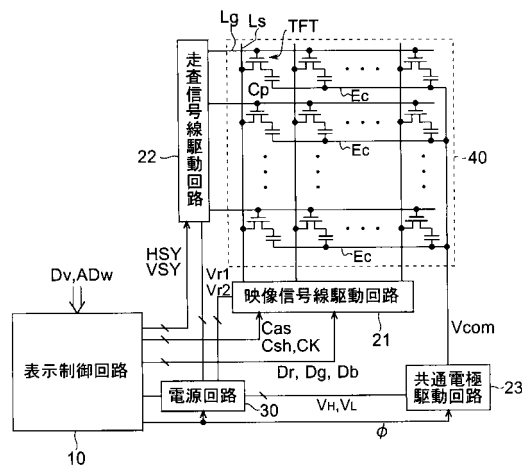 Lg
Ls
TFT
走査信号線駆動回路
22
Cp
Ec
Ec
Ec
40
HSY
VSY
Vr1
Vr2
Dv,ADw
映像信号線駆動回路
21
Cas
Csh,CK
Dr, Dg, Db
Vcom
表示制御回路
10
電源回路
30
VH,VL
共通電極
駆動回路
23
ϕ